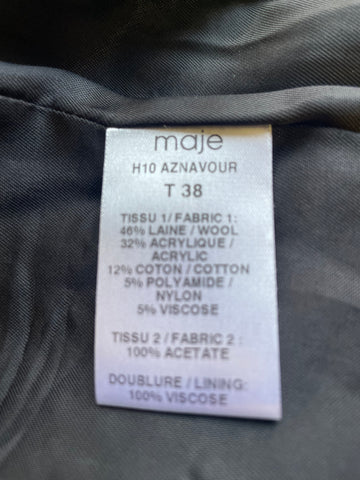 maje
H10 AZNAVOUR
T 38
TISSU 1 / FABRIC 1:
46% LAINE / WOOL
32% ACRYLIQUE /
ACRYLIC
12% COTON / COTTON
5% POLYAMIDE /
NYLON
5% VISCOSE
TISSU 2 / FABRIC 2 :
100% ACETATE
DOUBLURE / LINING:
100% VISCOSE